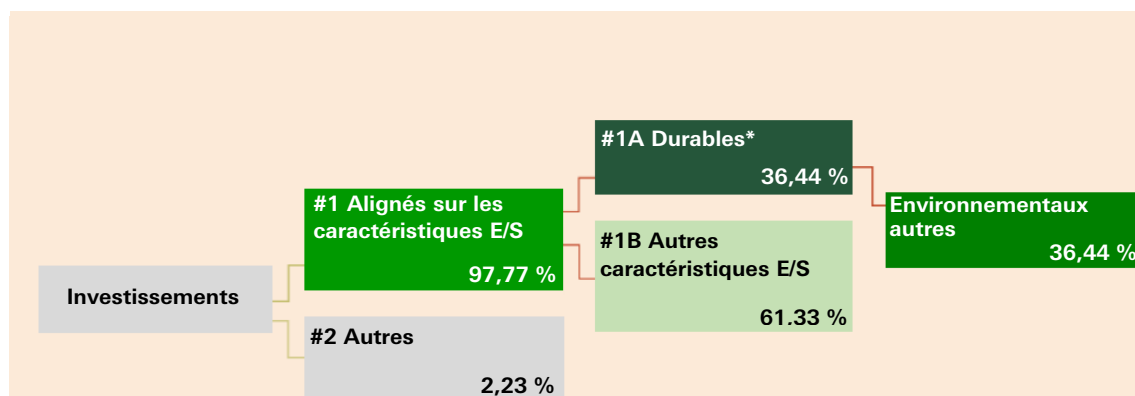 Investissements
#1 Alignés sur les
caractéristiques E/S
97,77 %
#2 Autres
2,23 %
#1A Durables*
36,44 %
#1B Autres
caractéristiques E/S
61,33 %
Environnementaux
autres
36,44 %